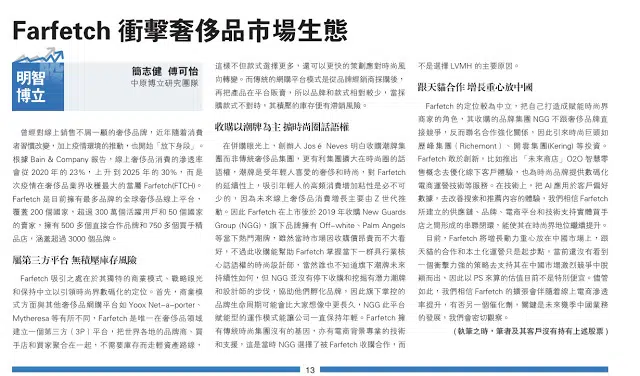 Farfetch 衝擊奢侈品市場生態
明智
博立
簡志健 傅可怡
中原博立研究團隊
曾經對線上銷售不屑一顧的奢侈品牌，近年隨着消費
者習慣改變，加上疫情環境的推動，也開始「放下身段」。
根據 Bain & Company 報告，線上奢侈品消費的滲透率
會從 2020 年的 23%，上升到 2025 年的 30%，而是
次疫情在奢侈品業界收穫最大的當屬 Farfetch(FTCH)。
Farfetch 是目前擁有最多品牌的全球奢侈品線上平台，
覆蓋 200 個國家，超過 300 萬個活躍用戶和 50 個國家
的賣家，擁有 500 多個直接合作品牌和 750 多個買手精
品店，涵蓋超過 3000 個品牌。
屬第三方平台 無積壓庫存風險
Farfetch 吸引之處在於其獨特的商業模式、戰略眼光
和保持中立以引領時尚界數碼化的定位。首先，商業模
式方面與其他奢侈品網購平台如 Yoox Net-a-porter、
Mytheresa 等有所不同，Farfetch 是唯一在奢侈品領域
建立一個第三方（3P）平台，把世界各地的品牌商、買
手店和買家聚合在一起，不需要庫存而走輕資產路線，
這樣不但款式選擇更多，還可以更快的策劃應對時尚風
向轉變。而傳統的網購平台模式是從品牌經銷商採購後，
再把產品在平台販賣，所以品牌和款式相對較少，當採
購款式不對時，其積壓的庫存便有滯銷風險。
收購以潮牌為主 擴時尚圈話語權
在併購眼光上，創辦人 Jos é Neves 明白收購潮牌集
團而非傳統奢侈品集團，更有利集團擴大在時尚圈的話
語權，潮牌是受年輕人喜愛的奢侈和時尚，對 Farfetch
的延續性上，吸引年輕人的高頻消費增加粘性是必不可
少的，因為未來線上奢侈品消費增長主要由 Z 世代推
動。因此 Farfetch 在上市後於 2019 年收購 New Guards
Group (NGG)，旗下品牌擁有 Off-white、Palm Angels
等當下熱門潮牌，雖然當時市場因收購價昂貴而不大看
好，不過此收能幫助 Farfetch 掌握當下一群具行業核
心話語權的時尚設計師，當然誰也不知道旗下潮牌未來
持續性如何，但 NGG 並沒有停下收購和挖掘有潛力潮牌
和設計師的步伐，協助他們孵化品牌，因此旗下掌控的
品牌生命周期可能會比大家想像中更長久，NGG 此平台
賦能型的運作模式能讓公司一直保持年輕。Farfetch 擁
有傳統時尚集團沒有的基因，亦有電商背景專業的技術
和支援，這是當時 NGG 選擇了被 Farfetch 收購合作，而
不是選擇 LVMH 的主要原因。
跟天貓合作 增長重心放中國
Farfetch 的定位較為中立，把自己打造成賦能時尚界
商家的角色，其收購的品牌集團 NGG 不跟奢侈品牌直
接競爭，反而聯名合作強化關係，因此引來時尚巨頭如
歷峰集團（Richemont）、開雲集團(Kering) 等投資。
Farfetch 敢於創新，比如推出「未來商店」O2O 智慧零
售概念去優化線下客戶體驗，也為時尚品牌提供數碼化
電商運營技術等服務。在技術上，把 AI 應用於客戶偏好
數據，去改善搜索和推薦內容的體驗，我們相信 Farfetch
所建立的供應鏈、品牌、電商平台和技術支持實體買手
店之間形成的串聯閉環，能使其在時尚界地位繼續提升。
目前，Farfetch 將增長動力重心放在中國市場上，跟
天貓的合作和本土化運營只是起步點，當前還沒有看到
一個衝擊力強的策略去支持其在中國市場激烈競爭中脫
穎而出。因此以 PS 來算的估值目前不是特別便宜。儘管
如此，我們相信 Farfetch 的擴張會伴隨着線上電商滲透
率提升，有否另一個催化劑，關鍵是未來幾季中國業務
的發展，我們會密切觀察。
（執筆之時，筆者及其客戶沒有持有上述股票）
13